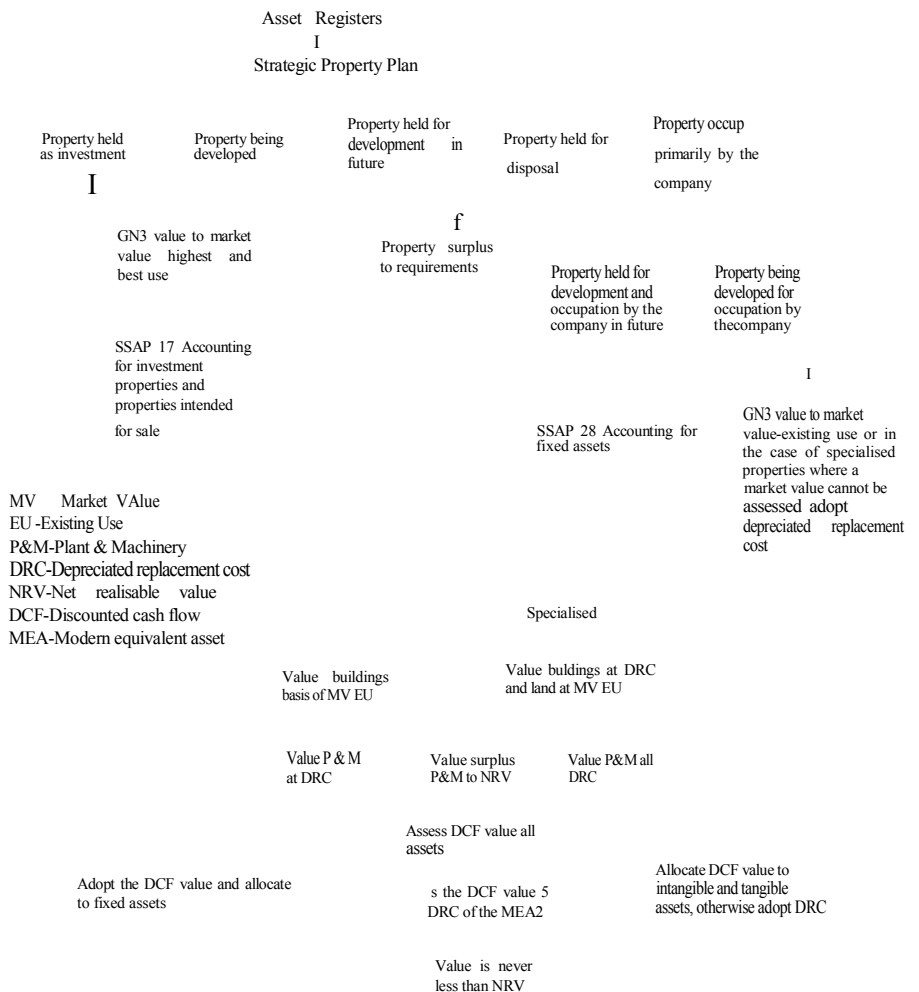 Asset Registers
I
Strategic Property Plan
Property held
as investment
I
Property being
developed
Property held for
development in
future
Property held for
disposal
Property occup
primarily by the
company
GN3 value to market
value highest and
best use
f
Property surplus
to requirements
Property held for
development and
occupation by the
company in future
Property being
developed for
occupation by
thecompany
SSAP 17 Accounting
for investment
properties and
properties intended
for sale
I
SSAP 28 Accounting for
fixed assets
GN3 value to market
value-existing use or in
the case of specialised
properties where a
market value cannot be
assessed adopt
depreciated replacement
cost
MV Market VAlue
EU -Existing Use
P&M-Plant & Machinery
DRC-Depreciated replacement cost
NRV-Net realisable value
DCF-Discounted cash flow
MEA-Modern equivalent asset
Specialised
Value buildings
basis of MV EU
Value buldings at DRC
and land at MV EU
Value P & M
at DRC
Value surplus
P&M to NRV
Value P&M all
DRC
Assess DCF value all
assets
Adopt the DCF value and allocate
to fixed assets
s the DCF value 5
DRC of the MEA2
Allocate DCF value to
intangible and tangible
assets, otherwise adopt DRC
Value is never
less than NRV